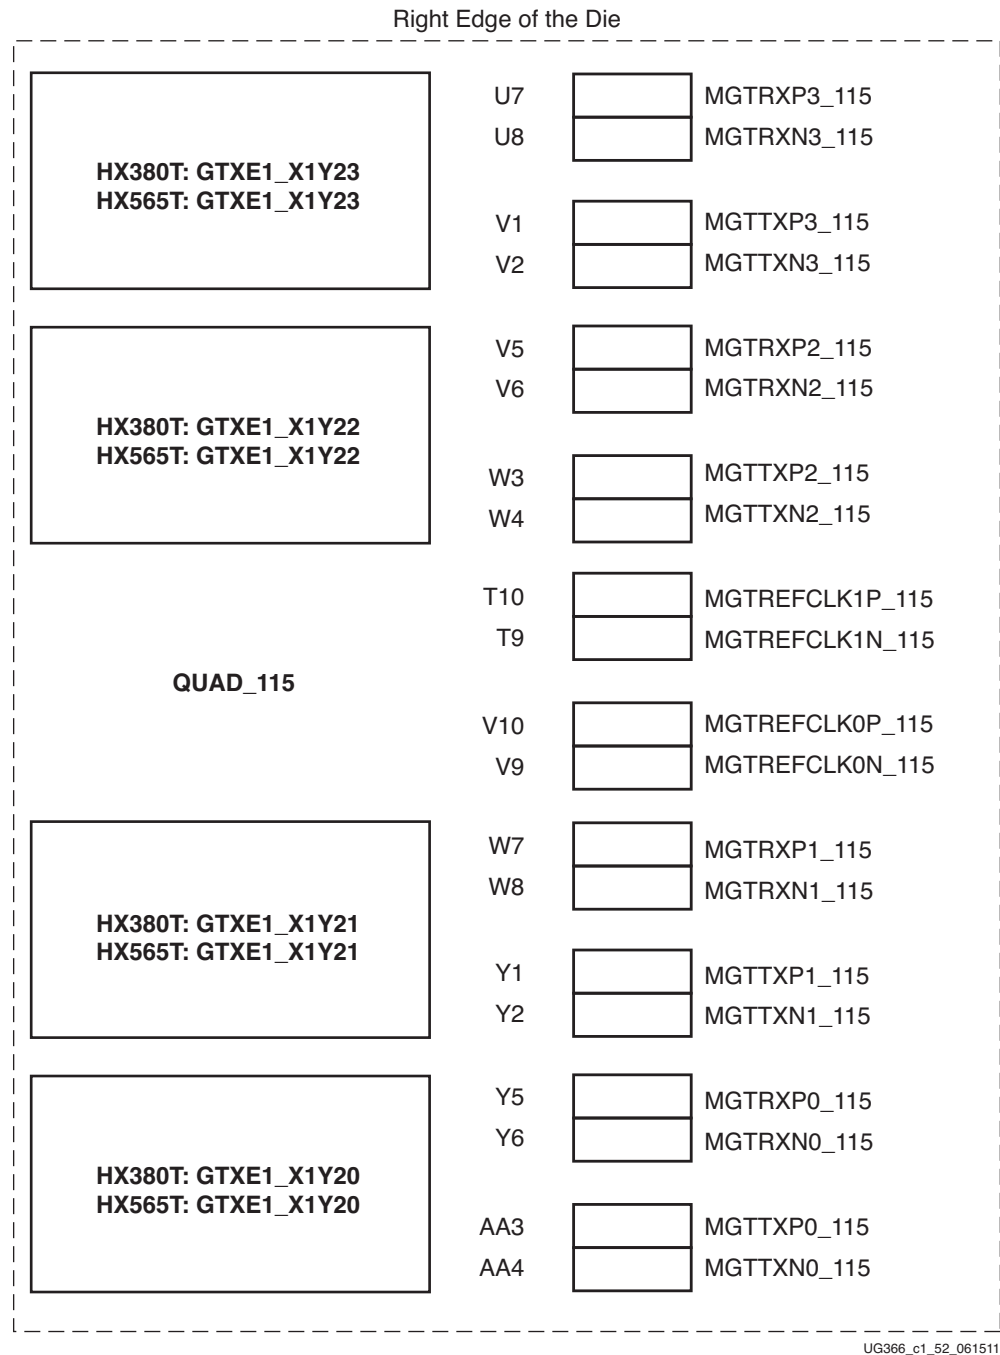 Right Edge of the Die
HX380T: GTXE1_X1Y23
HX565T: GTXE1_X1Y23
U7 MGTRXP3_115
U8 MGTRXN3_115
V1 MGTTXP3_115
V2 MGTTXN3_115
HX380T: GTXE1_X1Y22
HX565T: GTXE1_X1Y22
V5 MGTRXP2_115
V6 MGTRXN2_115
W3 MGTTXP2_115
W4 MGTTXN2_115
QUAD_115
T10 MGTREFCLK1P_115
T9 MGTREFCLK1N_115
V10 MGTREFCLK0P_115
V9 MGTREFCLK0N_115
HX380T: GTXE1_X1Y21
HX565T: GTXE1_X1Y21
W7 MGTRXP1_115
W8 MGTRXN1_115
Y1 MGTTXP1_115
Y2 MGTTXN1_115
HX380T: GTXE1_X1Y20
HX565T: GTXE1_X1Y20
Y5 MGTRXP0_115
Y6 MGTRXN0_115
AA3 MGTTXP0_115
AA4 MGTTXN0_115
UG366_c1_52_061511